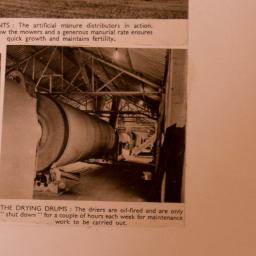 NTS : The artificial manure distributors in action.
ow the mowers and a generous manurial rate ensures
quick growth and maintains fertility.
THE DRYING DRUMS : The driers are oil-fired and are only
" shut down " for a couple of hours each week for maintenance
work to be carried out.